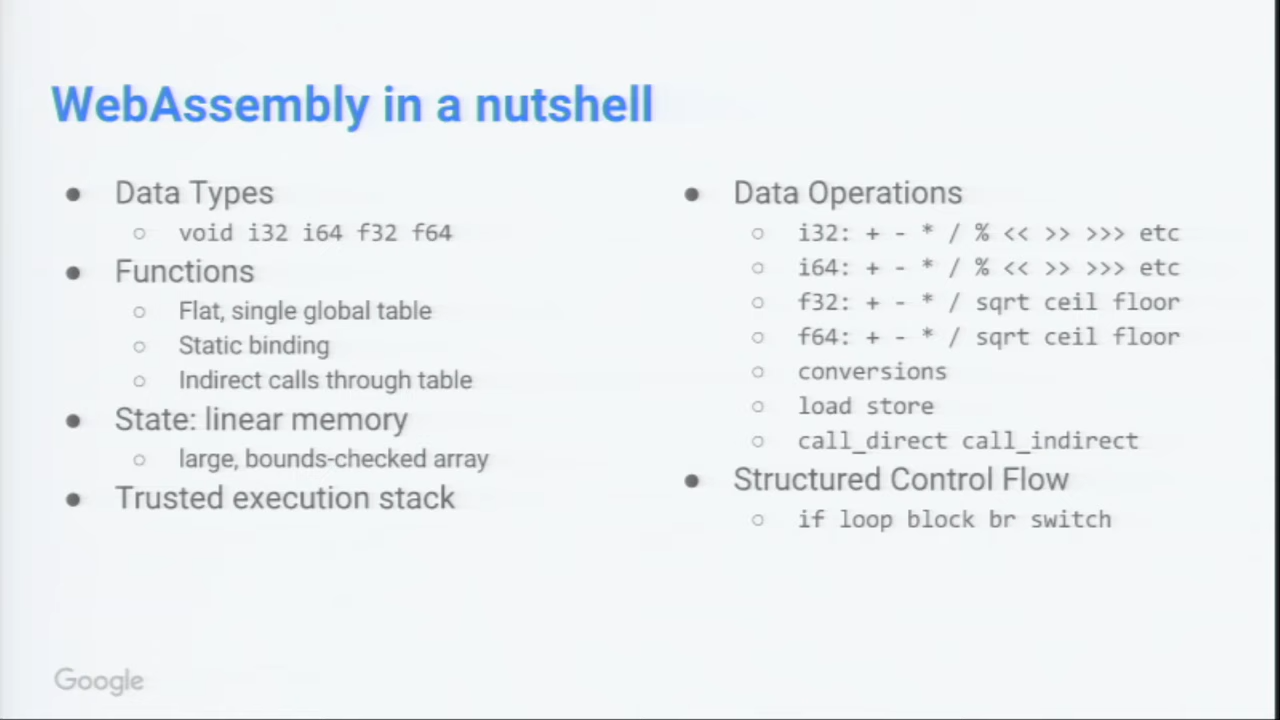 WebAssembly in a nutshell
● Data Types
○ void i32 i64 f32 f64
● Functions
○ Flat, single global table
○ Static binding
○ Indirect calls through table
● State: linear memory
○ large, bounds-checked array
● Trusted execution stack
● Data Operations
○ i32: + - * / % << >> >>> etc
○ i64: + - * / % << >> >>> etc
○ f32: + - * / sqrt ceil floor
○ f64: + - * / sqrt ceil floor
○ conversions
○ load store
○ call_direct call_indirect
● Structured Control Flow
○ if loop block br switch
Google